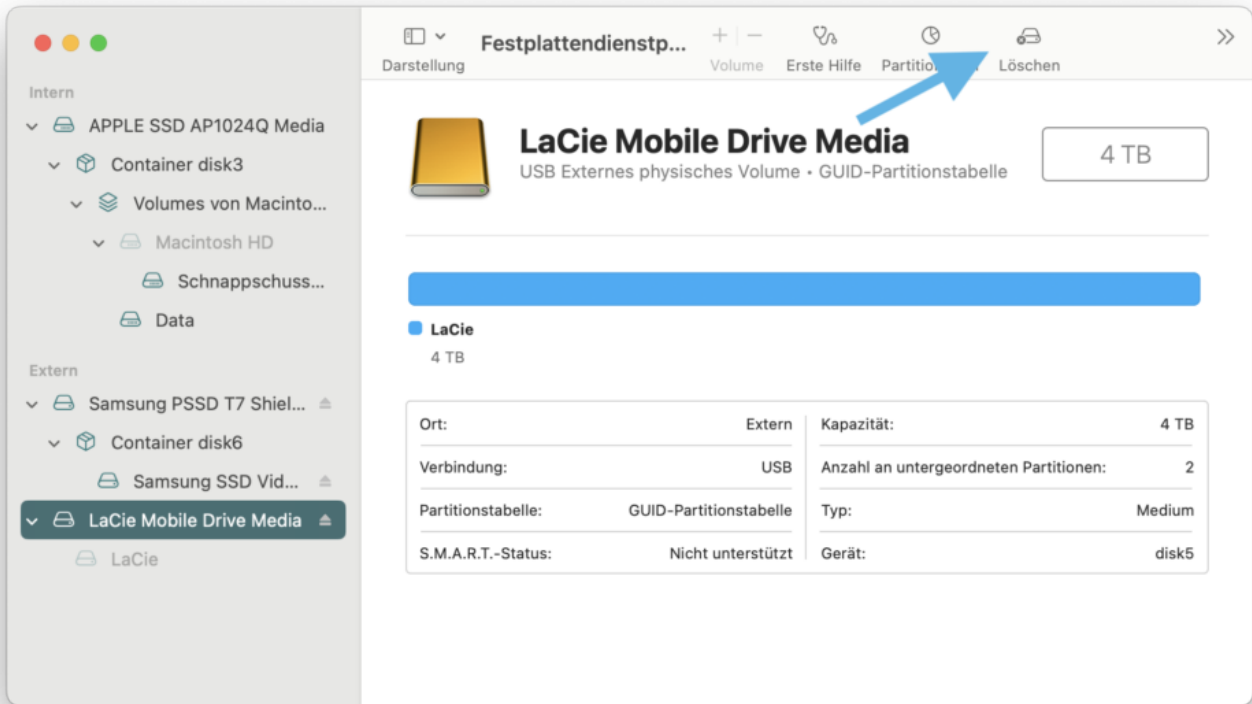 Festplattendienstp...
Darstellung
Volume
Erste Hilfe
Löschen
Intern
APPLE SSD AP1024Q Media
Container disk3
Volumes von Macinto...
Macintosh HD
Schnappschuss...
Data
Extern
Samsung PSSD T7 Shiel...
Container disk6
Samsung SSD Vid...
LaCie Mobile Drive Media
LaCie
LaCie Mobile Drive Media
USB Externes physisches Volume • GUID-Partitionstabelle
4 TB
LaCie
4 TB
Ort: Extern
Verbindung: USB
Partitionstabelle: GUID-Partitionstabelle
S.M.A.R.T.-Status: Nicht unterstützt
Kapazität: 4 TB
Anzahl an untergeordneten Partitionen: 2
Typ: Medium
Gerät: disk5